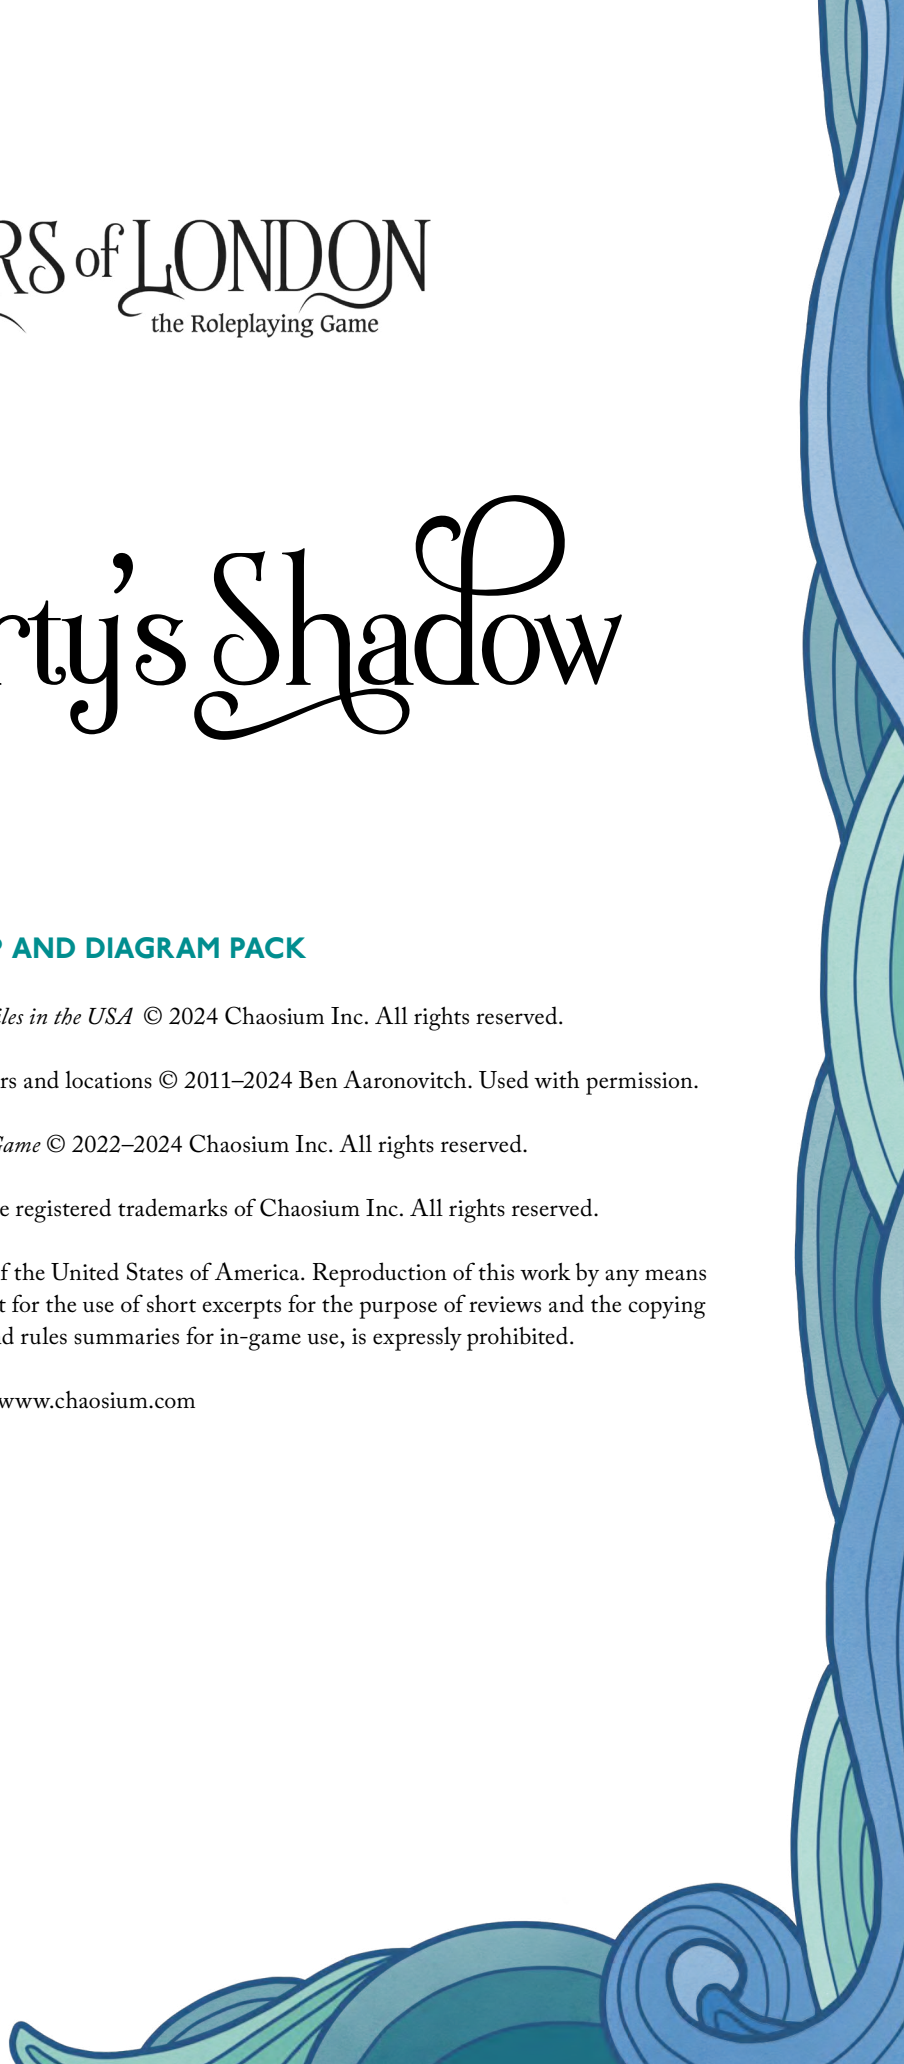 RS of LONDON
the Roleplaying Game
rty's Shadow
P AND DIAGRAM PACK
iles in the USA © 2024 Chaosium Inc. All rights reserved.
rs and locations © 2011–2024 Ben Aaronovitch. Used with permission.
Game © 2022–2024 Chaosium Inc. All rights reserved.
e registered trademarks of Chaosium Inc. All rights reserved.
f the United States of America. Reproduction of this work by any means
t for the use of short excerpts for the purpose of reviews and the copying
d rules summaries for in-game use, is expressly prohibited.
www.chaosium.com